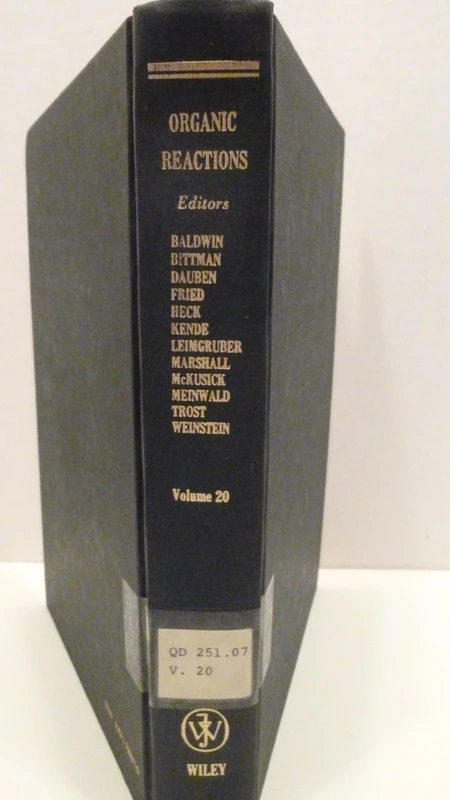 ORGANIC
REACTIONS
Editors
BALDWIN
BITTMAN
DAUBEN
FRIED
HECK
KENDE
LEIMGRUBER
MARSHALL
McKUSICK
MEINWALD
TROST
WEINSTEIN
Volume 20
QD 251.07
V. 20
WILEY